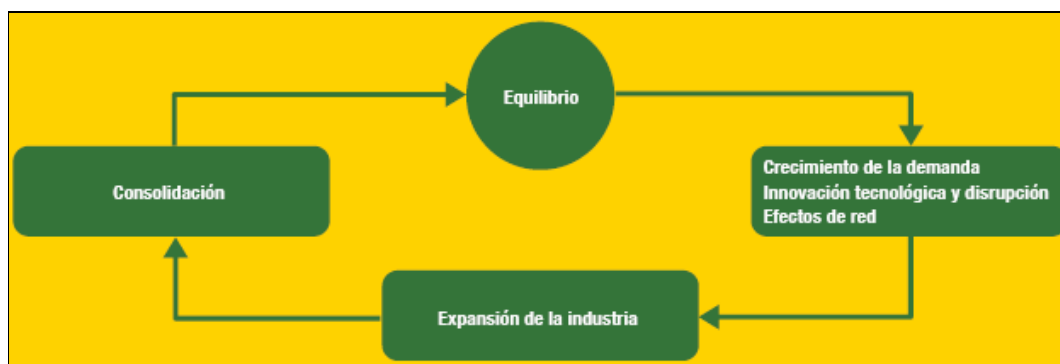 Equilibrio
Crecimiento de la demanda
Innovación tecnológica y disrupción
Efectos de red
Expansión de la industria
Consolidación